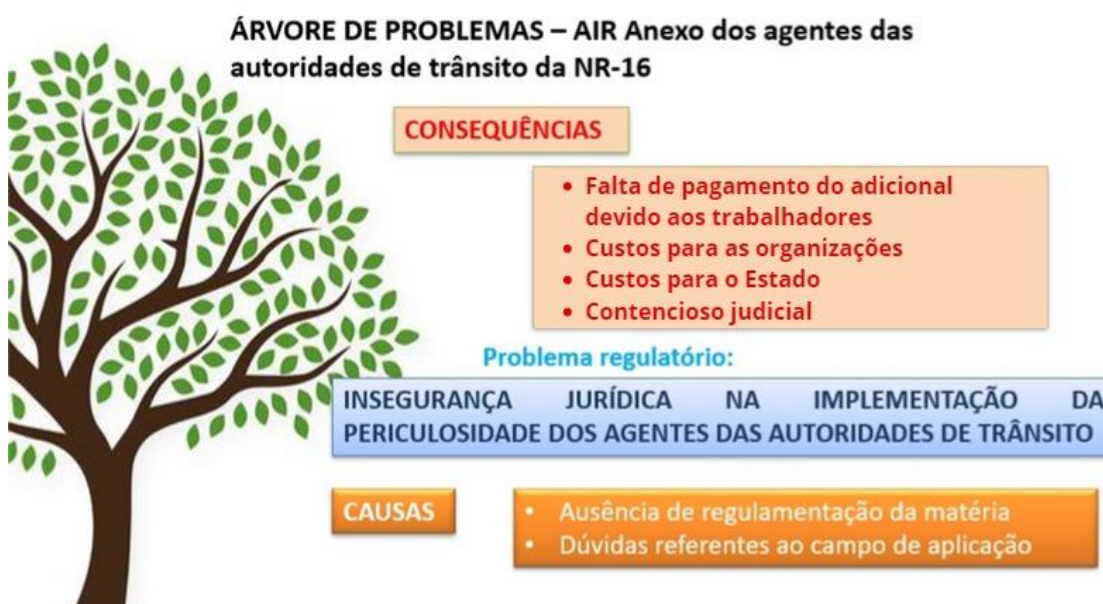 ÁRVORE DE PROBLEMAS – AIR Anexo dos agentes das
autoridades de trânsito da NR-16
CONSEQUÊNCIAS
• Falta de pagamento do adicional
devido aos trabalhadores
• Custos para as organizações
• Custos para o Estado
• Contencioso judicial
Problema regulatório:
INSEGURANÇA JURÍDICA NA IMPLEMENTAÇÃO DA
PERICULOSIDADE DOS AGENTES DAS AUTORIDADES DE TRÂNSITO
CAUSAS
• Ausência de regulamentação da matéria
• Dúvidas referentes ao campo de aplicação